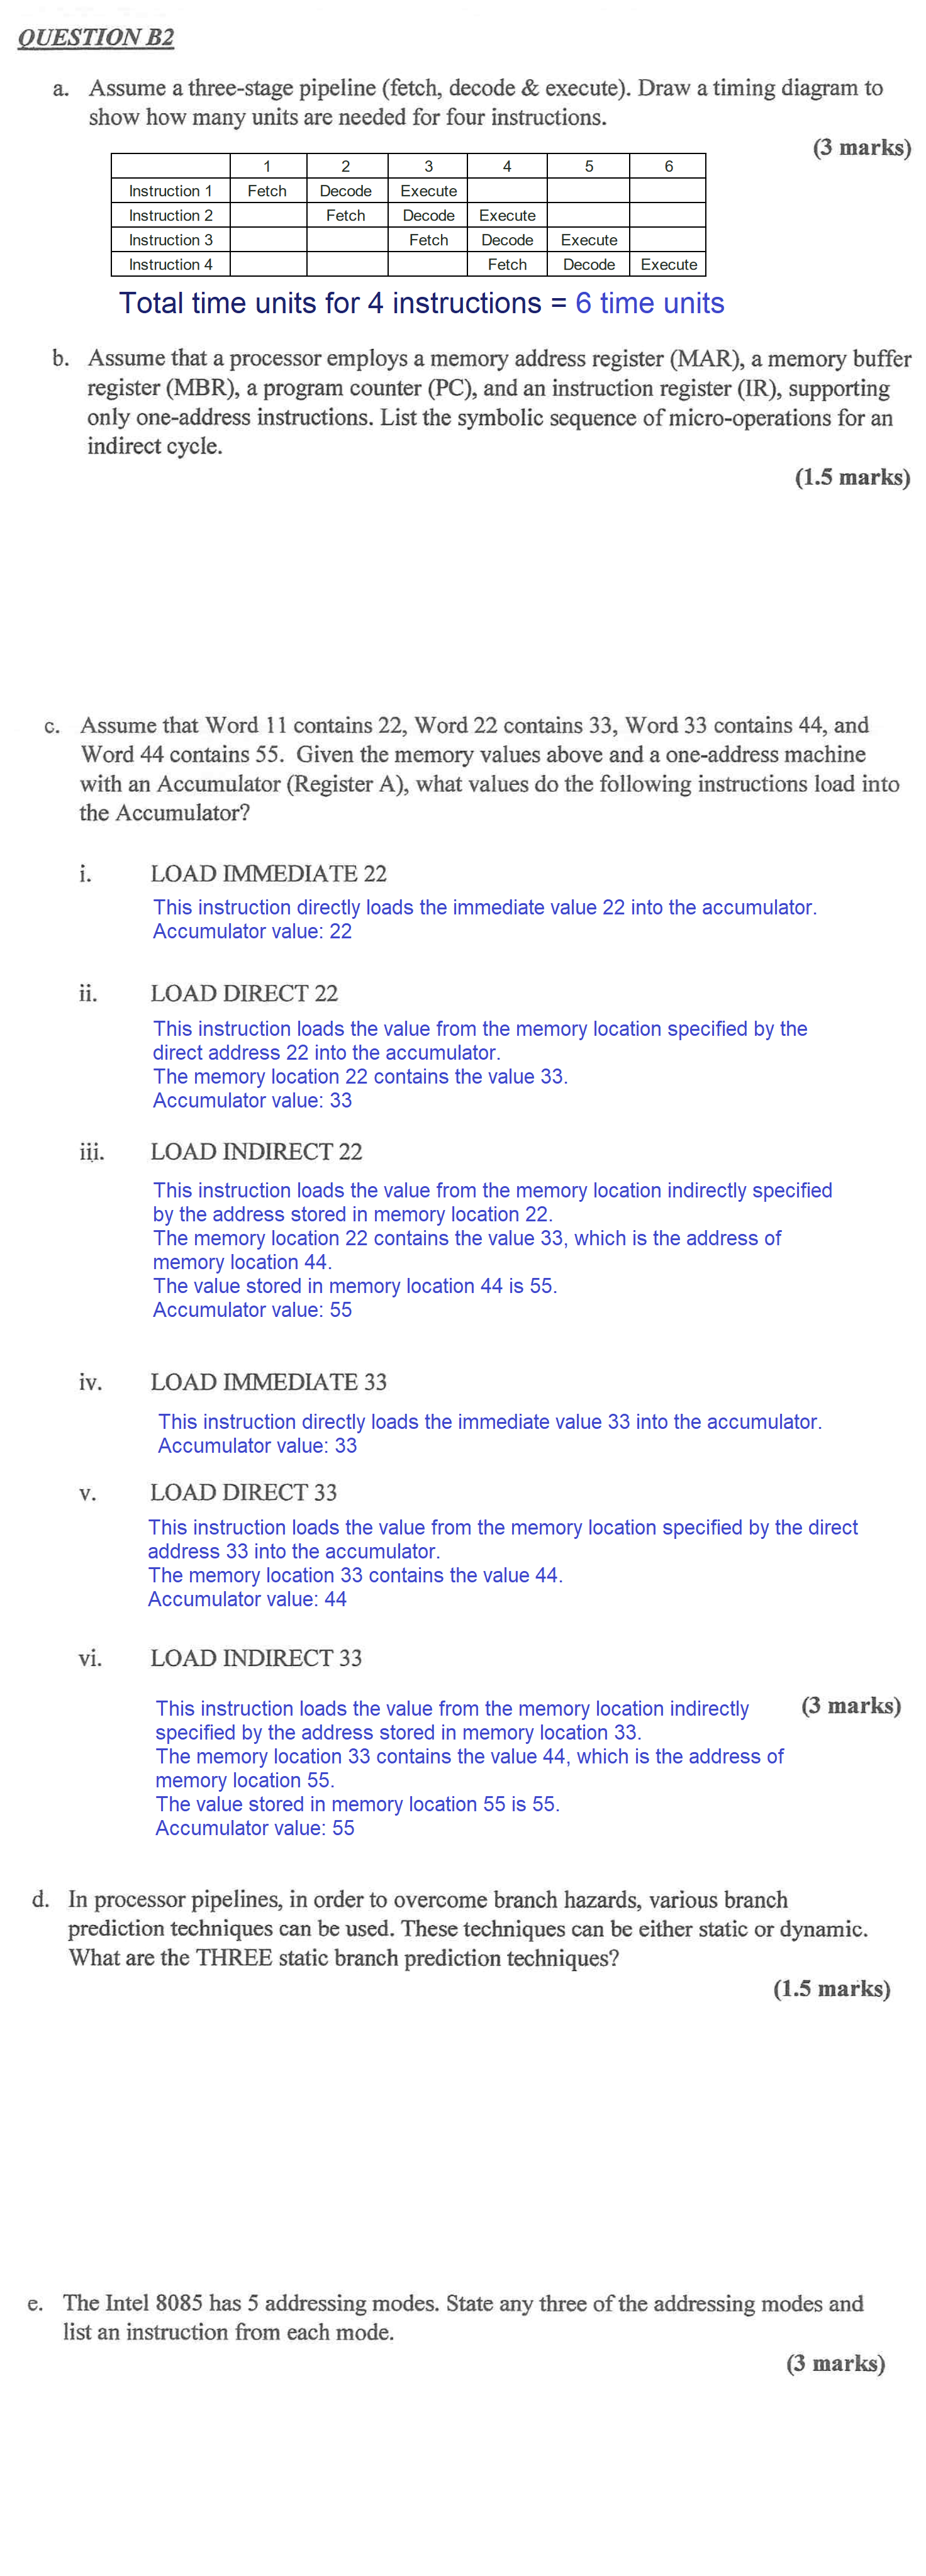 QUESTION B2
a. Assume a three-stage pipeline (fetch, decode & execute). Draw a timing diagram to
show how many units are needed for four instructions.
(3 marks)
1 2 3 4 5 6
Instruction 1 Fetch Decode Execute
Instruction 2 Fetch Decode Execute
Instruction 3 Fetch Decode Execute
Instruction 4 Fetch Decode Execute
Total time units for 4 instructions = 6 time units
b. Assume that a processor employs a memory address register (MAR), a memory buffer
register (MBR), a program counter (PC), and an instruction register (IR), supporting
only one-address instructions. List the symbolic sequence of micro-operations for an
indirect cycle.
(1.5 marks)
c. Assume that Word 11 contains 22, Word 22 contains 33, Word 33 contains 44, and
Word 44 contains 55. Given the memory values above and a one-address machine
with an Accumulator (Register A), what values do the following instructions load into
the Accumulator?
i. LOAD IMMEDIATE 22
This instruction directly loads the immediate value 22 into the accumulator.
Accumulator value: 22
ii. LOAD DIRECT 22
This instruction loads the value from the memory location specified by the
direct address 22 into the accumulator.
The memory location 22 contains the value 33.
Accumulator value: 33
iii. LOAD INDIRECT 22
This instruction loads the value from the memory location indirectly specified
by the address stored in memory location 22.
The memory location 22 contains the value 33, which is the address of
memory location 44.
The value stored in memory location 44 is 55.
Accumulator value: 55
iv. LOAD IMMEDIATE 33
This instruction directly loads the immediate value 33 into the accumulator.
Accumulator value: 33
v. LOAD DIRECT 33
This instruction loads the value from the memory location specified by the direct
address 33 into the accumulator.
The memory location 33 contains the value 44.
Accumulator value: 44
vi. LOAD INDIRECT 33
(3 marks)
This instruction loads the value from the memory location indirectly
specified by the address stored in memory location 33.
The memory location 33 contains the value 44, which is the address of
memory location 55.
The value stored in memory location 55 is 55.
Accumulator value: 55
d. In processor pipelines, in order to overcome branch hazards, various branch
prediction techniques can be used. These techniques can be either static or dynamic.
What are the THREE static branch prediction techniques?
(1.5 marks)
e. The Intel 8085 has 5 addressing modes. State any three of the addressing modes and
list an instruction from each mode.
(3 marks)